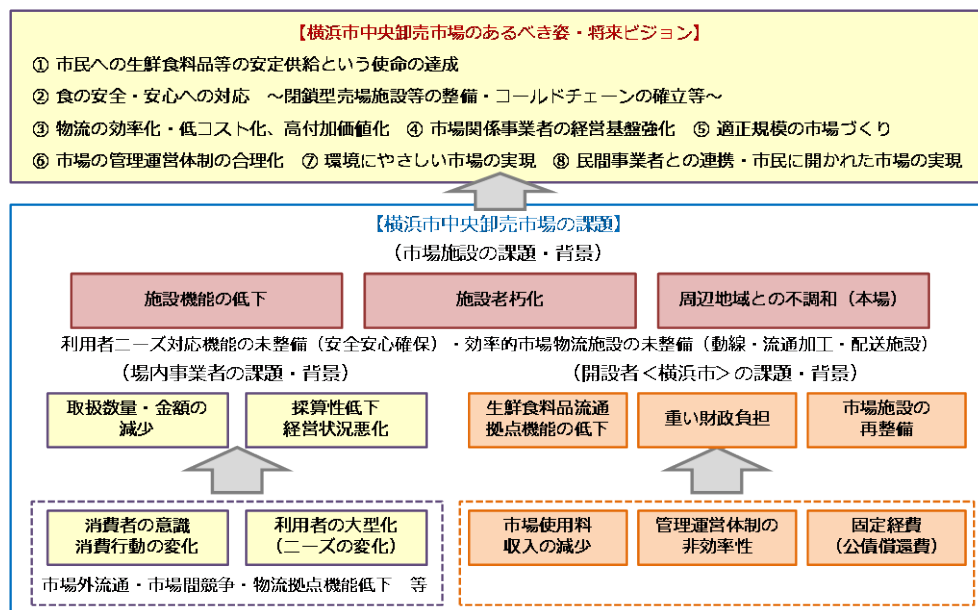 【横浜市中央卸売市場のあるべき姿・将来ビジョン】
① 市民への生鮮食料品等の安定供給という使命の達成
② 食の安全・安心への対応 ～閉鎖型売場施設等の整備・コールドチェーンの確立等～
③ 物流の効率化・低コスト化、高付加価値化 ④ 市場関係事業者の経営基盤強化 ⑤ 適正規模の市場づくり
⑥ 市場の管理運営体制の合理化 ⑦ 環境にやさしい市場の実現 ⑧ 民間事業者との連携・市民に開かれた市場の実現
【横浜市中央卸売市場の課題】
（市場施設の課題・背景）
施設機能の低下
施設者朽化
周辺地域との不調和（本場）
利用者ニーズ対応機能の未整備（安全安心確保）・効率的市場物流施設の未整備（動線・流通加工・配送施設）
（場内事業者の課題・背景）
（開設者＜横浜市＞の課題・背景）
取扱数量・金額の
減少
採算性低下
経営状況悪化
生鮮食料品流通
拠点機能の低下
重い財政負担
市場施設の
再整備
消費者の意識
消費行動の変化
利用者の大型化
（ニーズの変化）
市場使用料
収入の減少
管理運営体制の
非効率性
固定経費
（公債償還費）
市場外流通・市場間競争・物流拠点機能低下 等